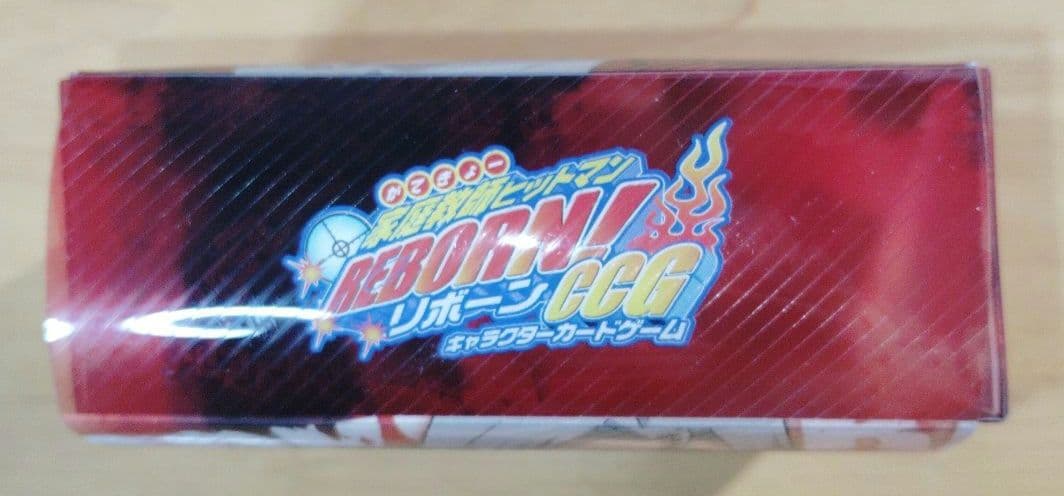 かてきょー
家庭教師ヒットマン
REBORN!
リボーン CCG
キャラクターカードゲーム